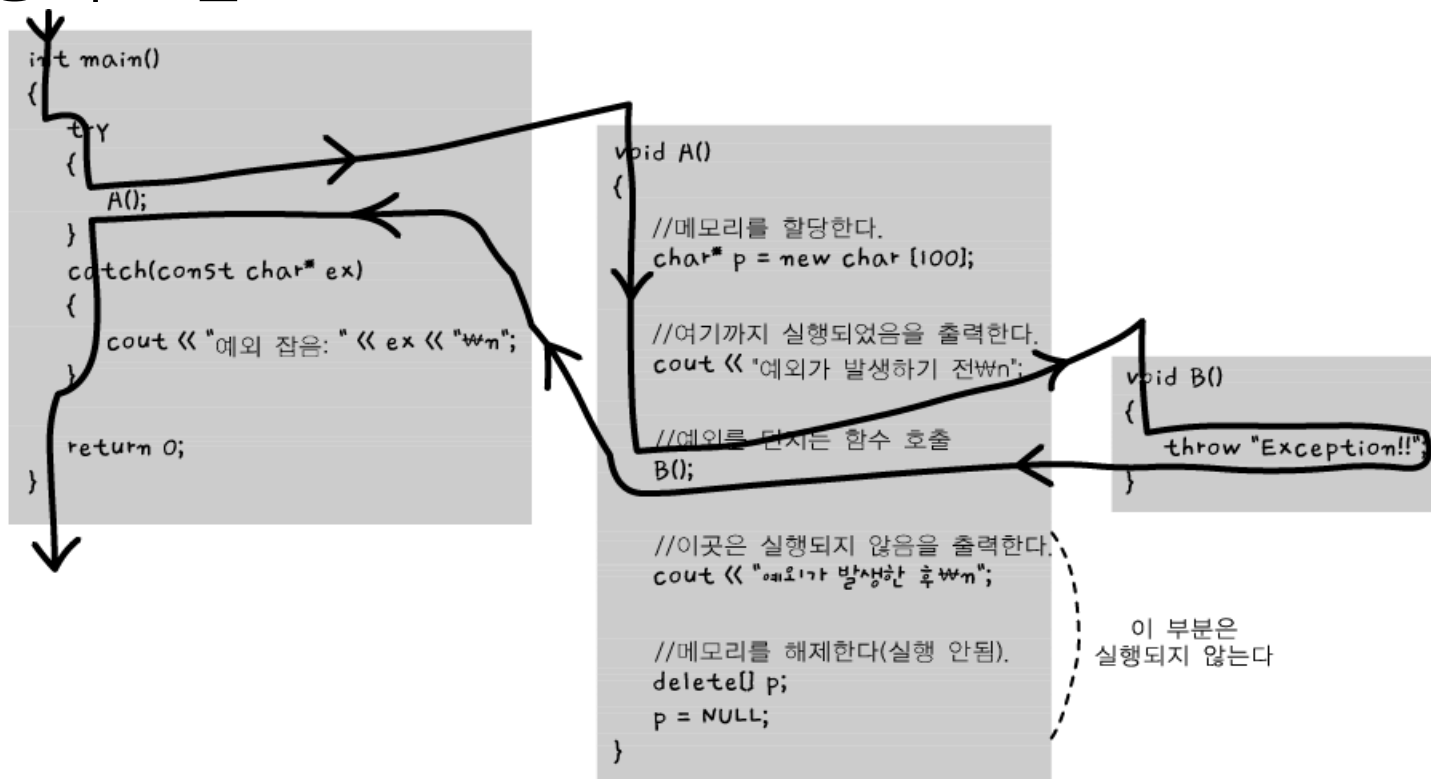 int main()
{
try
{
A();
}
catch(const char* ex)
{
cout << "예외 잡음: " << ex << "₩n";
}
return 0;
}
void A()
{
//메모리를 할당한다.
char* p = new char [100];
//여기까지 실행되었음을 출력한다.
cout << "예외가 발생하기 전₩n";
//예외를 던지는 함수 호출
B();
//이곳은 실행되지 않음을 출력한다.
cout << "예외가 발생한 후₩n";
//메모리를 해제한다(실행 안됨).
delete[] p;
p = NULL;
}
void B()
{
throw "Exception!!";
}
이 부분은
실행되지 않는다